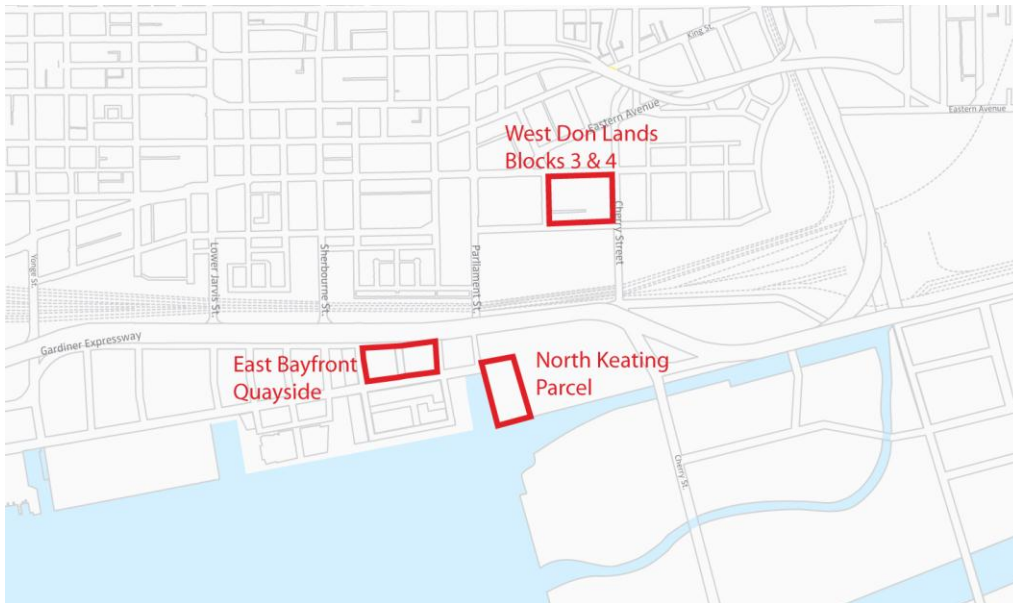 King St.
Eastern Avenue
Eastern Avenue
West Don Lands
Blocks 3 & 4
Cherry Street
Yonge St.
Lower Jarvis St.
Sherbourne St.
Parliament St.
Gardiner Expressway
East Bayfront
Quayside
North Keating
Parcel
Cherry St.